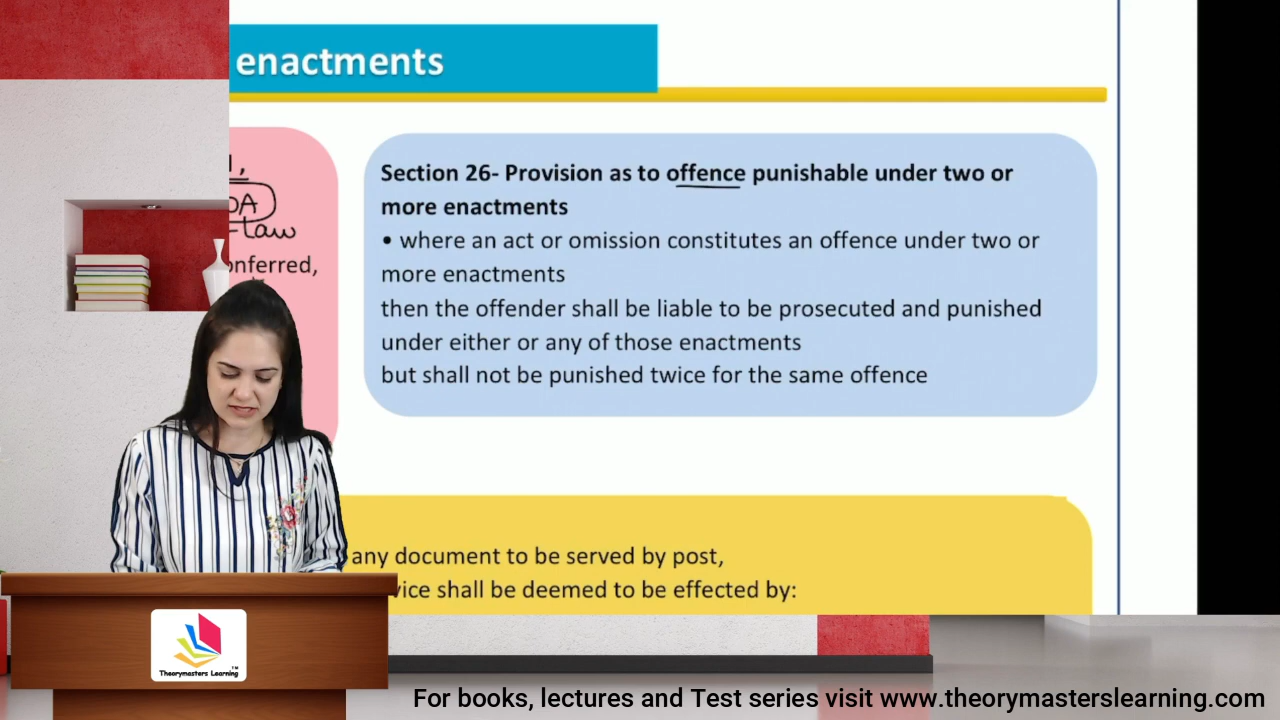 enactments
Law
onferred,
Section 26- Provision as to offence punishable under two or
more enactments
• where an act or omission constitutes an offence under two or
more enactments
then the offender shall be liable to be prosecuted and punished
under either or any of those enactments
but shall not be punished twice for the same offence
any document to be served by post,
vice shall be deemed to be effected by:
Theorymasters Learning™
For books, lectures and Test series visit www.theorymasterslearning.com